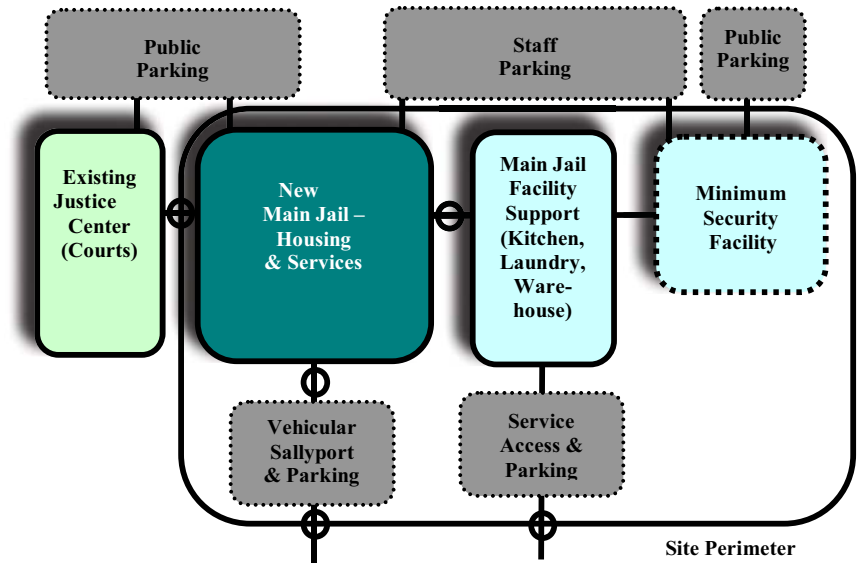 Public
Parking
Staff
Parking
Public
Parking
Existing
Justice
Center
(Courts)
New
Main Jail –
Housing
& Services
Main Jail
Facility
Support
(Kitchen,
Laundry,
Ware-
house)
Minimum
Security
Facility
Vehicular
Sallyport
& Parking
Service
Access &
Parking
Site Perimeter